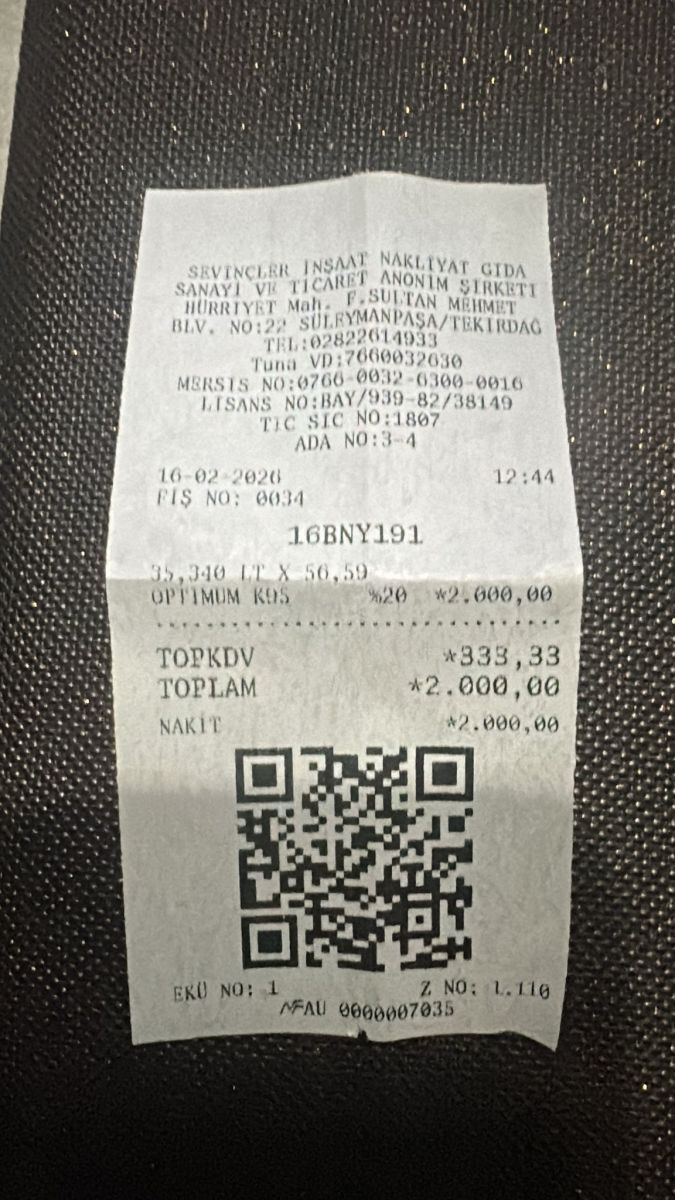 SEVİNÇLER İNŞAAT NAKLİYAT GIDA
SANAYİ VE TİCARET ANONİM ŞİRKETİ
HÜRRİYET Mah. F.SULTAN MEHMET
BLV. NO:22 SÜLEYMANPAŞA/TEKİRDAĞ
TEL:02822614933
Tuna VD:7660032630
MERSİS NO:0766-0032-6300-0016
LİSANS NO:BAY/939-82/38149
TİC SİC NO:1807
ADA NO:3-4
16-02-2026 12:44
FİŞ NO: 0034
16BNY191
35,340 LT X 56,59
OPTİMUM K95 %20 *2.000,00
TOPKDV *333,33
TOPLAM *2.000,00
NAKİT *2.000,00
EKÜ NO: 1 Z NO: 1.110
AU 0000007035